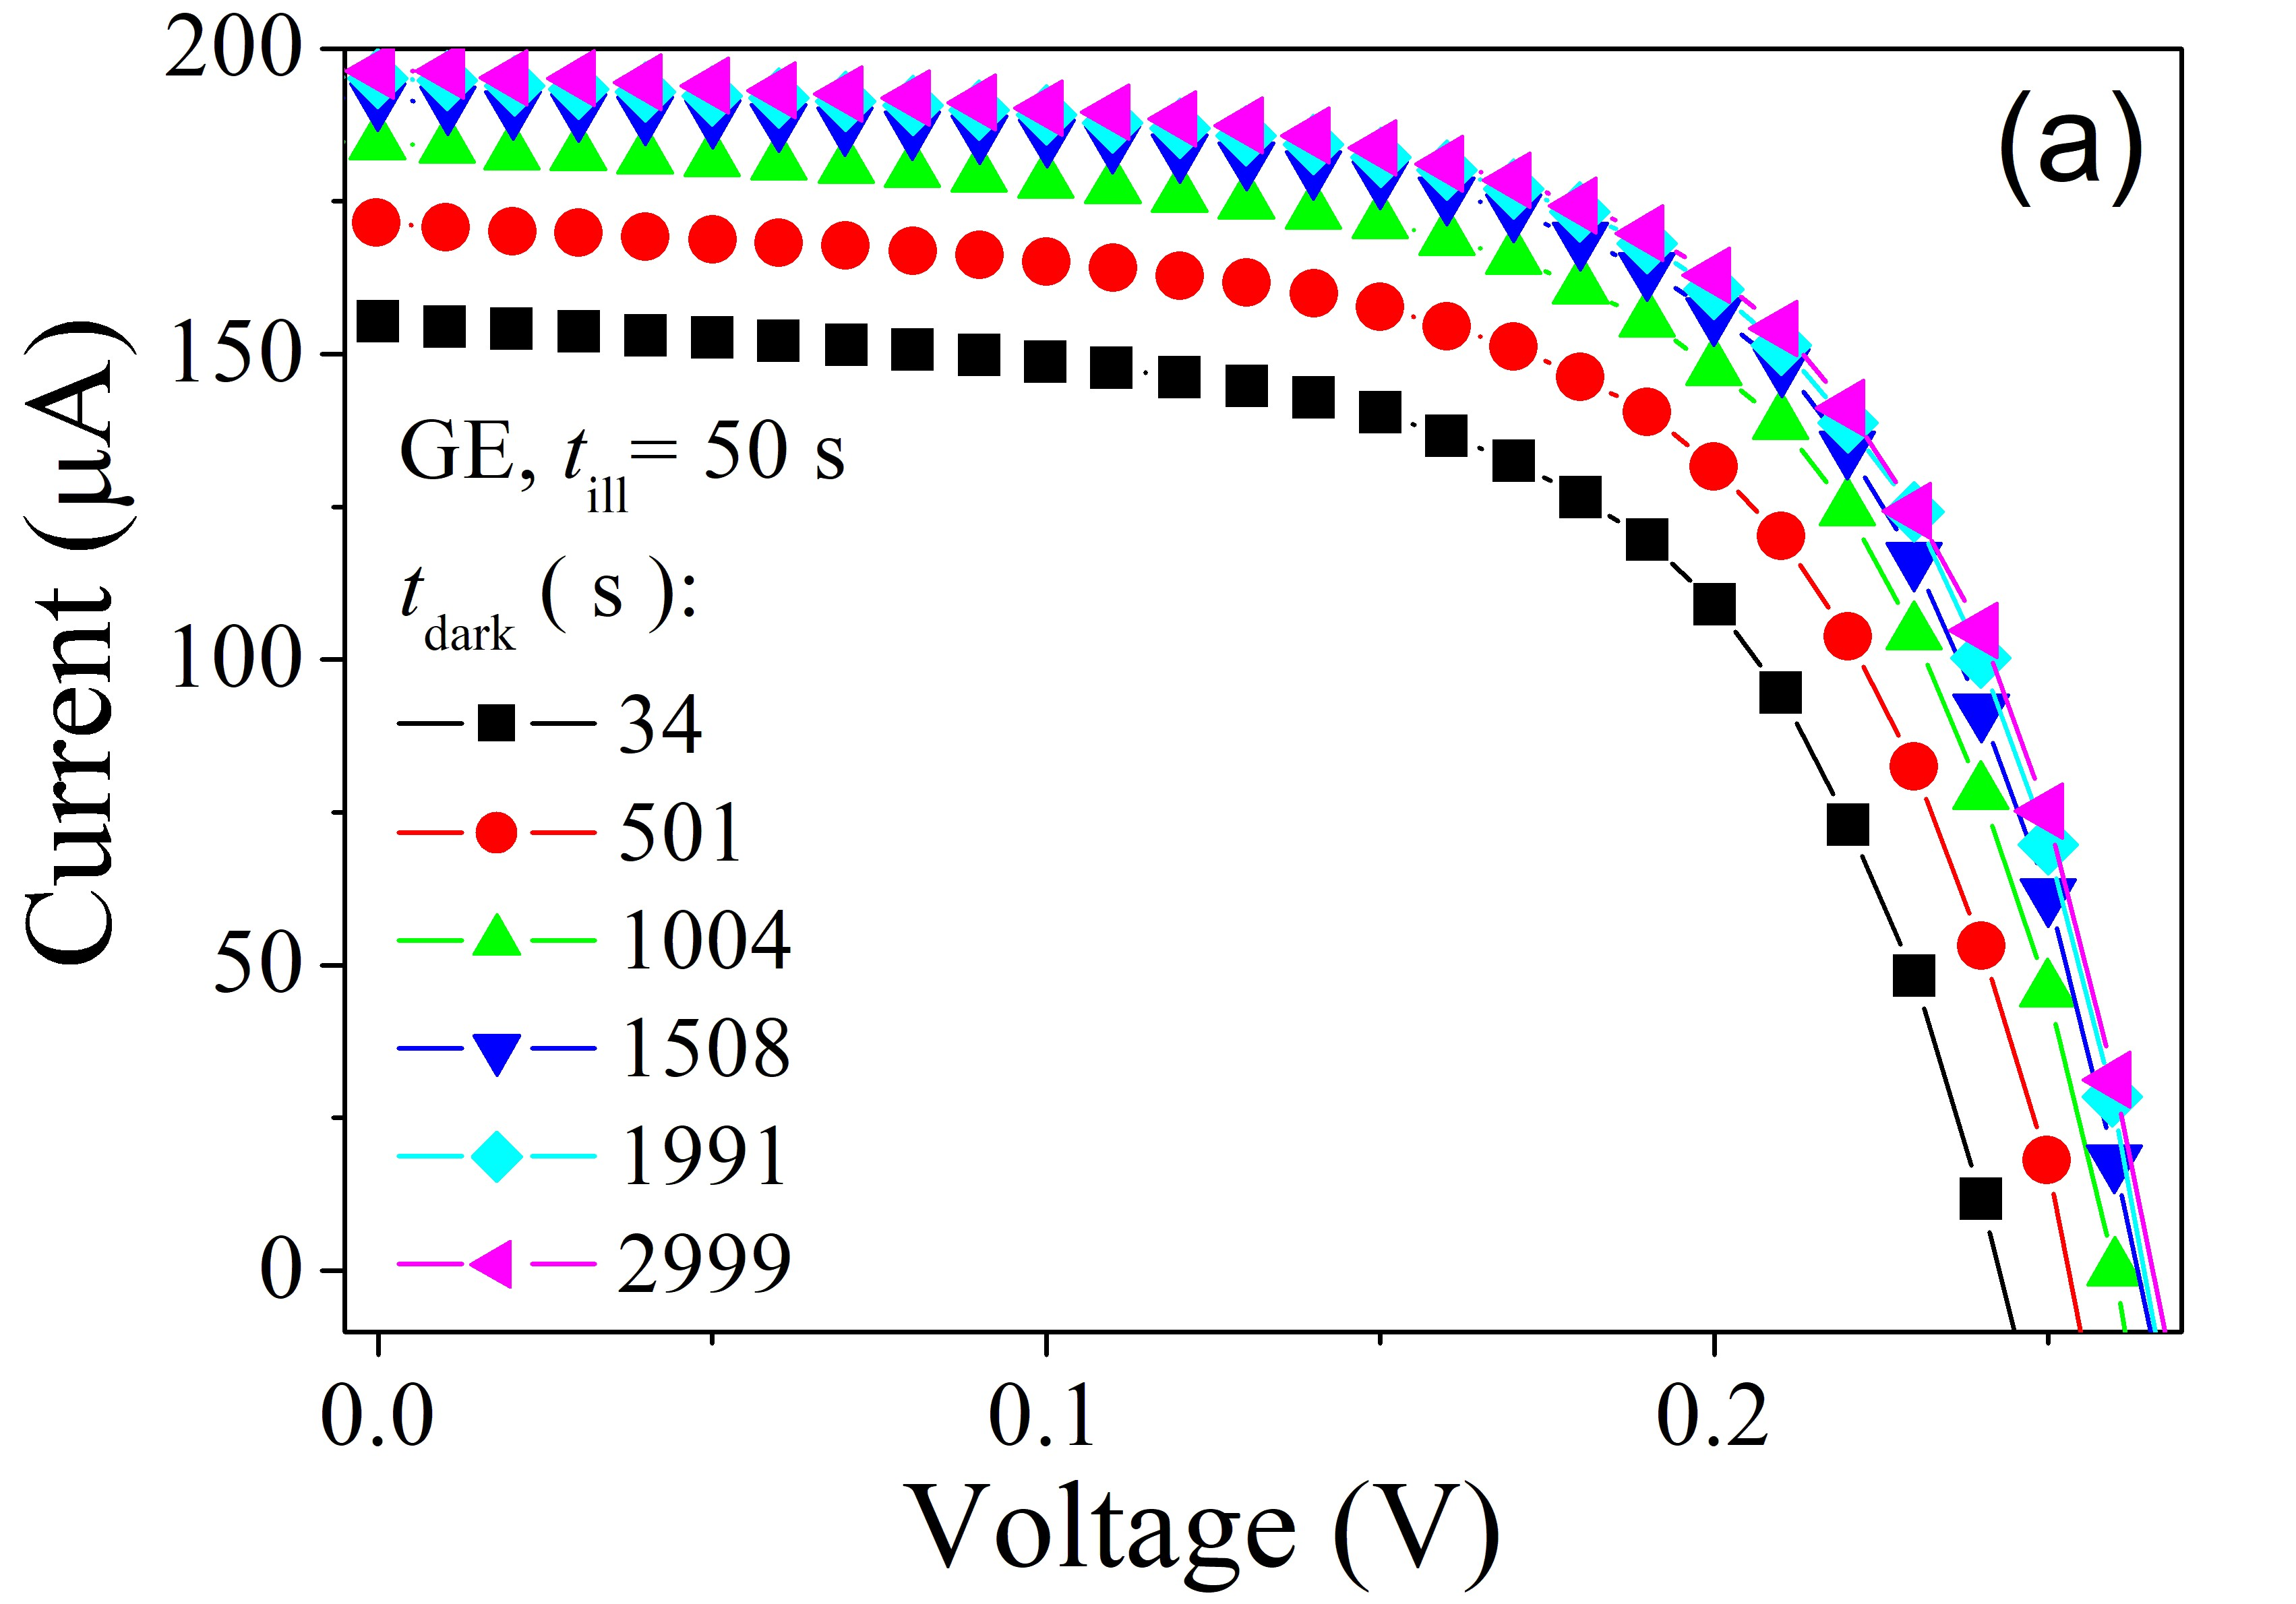 (a)
200
150
100
50
0
Current (μA)
GE, t_ill = 50 s
t_dark ( s ):
34
501
1004
1508
1991
2999
0.0 0.1 0.2
Voltage (V)